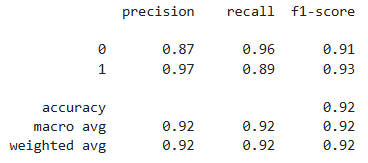 precision recall f1-score
0 0.87 0.96 0.91
1 0.97 0.89 0.93
accuracy 0.92
macro avg 0.92 0.92 0.92
weighted avg 0.92 0.92 0.92